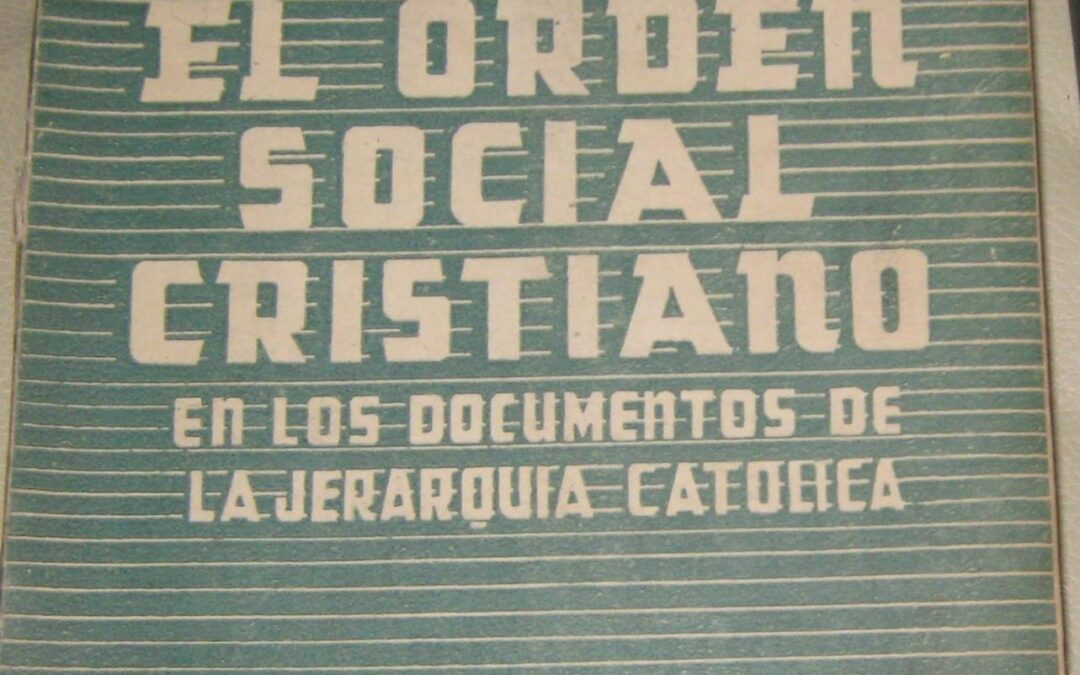 EL ORDEN
SOCIAL
CRISTIANO
EN LOS DOCUMENTOS DE
LA JERARQUIA CATOLICA